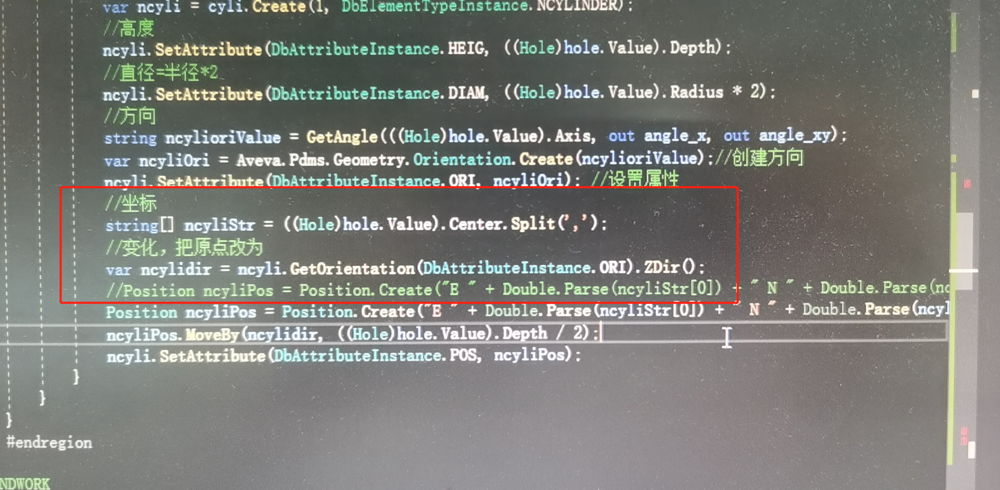 var ncyli = cyli.Create(1, DbElementTypeInstance.NCYLINDER);
//高度
ncyli.SetAttribute(DbAttributeInstance.HEIG, ((Hole)hole.Value).Depth);
//直径=半径*2
ncyli.SetAttribute(DbAttributeInstance.DIAM, ((Hole)hole.Value).Radius * 2);
//方向
string ncylioriValue = GetAngle(((Hole)hole.Value).Axis, out angle_x, out angle_xy);
var ncyliOri = Aveva.Pdms.Geometry.Orientation.Create(ncylioriValue);//创建方向
ncyli.SetAttribute(DbAttributeInstance.ORI, ncyliOri); //设置属性
//坐标
string[] ncyliStr = ((Hole)hole.Value).Center.Split(',');
//变化，把原点改为
var ncylidir = ncyli.GetOrientation(DbAttributeInstance.ORI).ZDir();
//Position ncyliPos = Position.Create("E " + Double.Parse(ncyliStr[0]) + " N " + Double.Parse(nc
Position ncyliPos = Position.Create("E " + Double.Parse(ncyliStr[0]) + " N " + Double.Parse(ncyl
ncyliPos.MoveBy(ncylidir, ((Hole)hole.Value).Depth / 2);
ncyli.SetAttribute(DbAttributeInstance.POS, ncyliPos);
}
}
}
#endregion
NDWORK